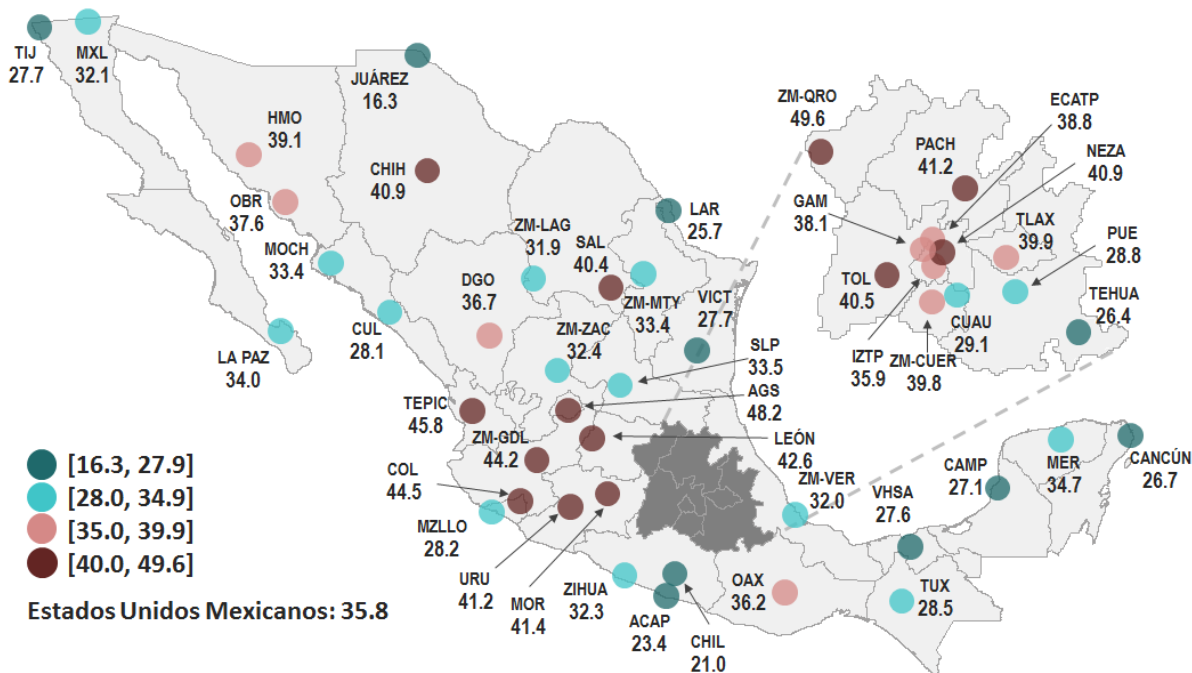 TIJ
27.7
MXL
32.1
JUÁREZ
16.3
HMO
39.1
CHIH
40.9
OBR
37.6
MOCH
33.4
LA PAZ
34.0
CUL
28.1
DGO
36.7
ZM-LAG
31.9
SAL
40.4
LAR
25.7
ZM-MTY
33.4
VICT
27.7
ZM-ZAC
32.4
SLP
33.5
AGS
48.2
LEÓN
42.6
TEPIC
45.8
ZM-GDL
44.2
COL
44.5
MZLLO
28.2
URU
41.2
MOR
41.4
ZIHUA
32.3
ACAP
23.4
CHIL
21.0
OAX
36.2
ZM-VER
32.0
VHSA
27.6
TUX
28.5
CAMP
27.1
MER
34.7
CANCÚN
26.7
ZM-QRO
49.6
PACH
41.2
ECATP
38.8
NEZA
40.9
GAM
38.1
TLAX
39.9
PUE
28.8
TEHUA
26.4
TOL
40.5
IZTP
35.9
ZM-CUER
39.8
CUAU
29.1
[16.3, 27.9]
[28.0, 34.9]
[35.0, 39.9]
[40.0, 49.6]
Estados Unidos Mexicanos: 35.8